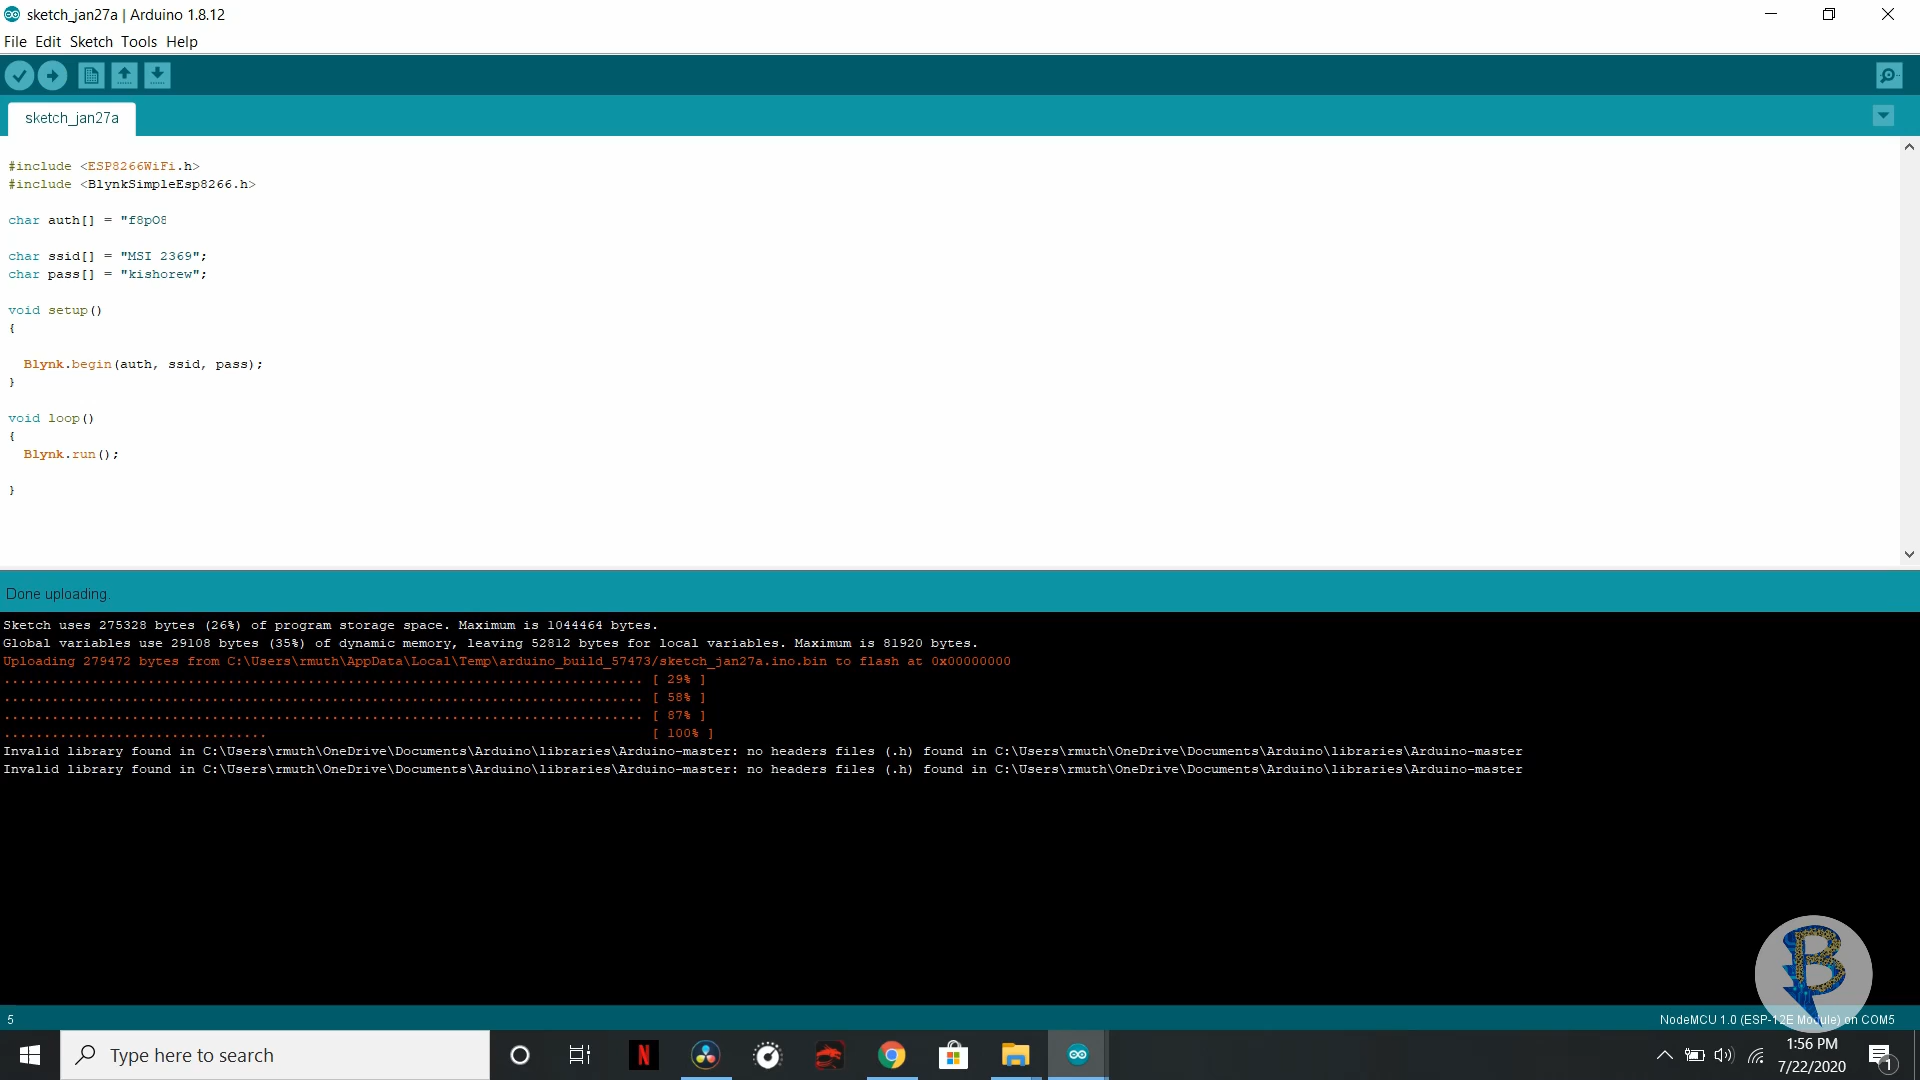 sketch_jan27a | Arduino 1.8.12
File Edit Sketch Tools Help
sketch_jan27a
#include <ESP8266WiFi.h>
#include <BlynkSimpleEsp8266.h>
char auth[] = "f8pO8
char ssid[] = "MSI 2369";
char pass[] = "kishorew";
void setup()
{
Blynk.begin(auth, ssid, pass);
}
void loop()
{
Blynk.run();
}
Done uploading.
Sketch uses 275328 bytes (26%) of program storage space. Maximum is 1044464 bytes.
Global variables use 29108 bytes (35%) of dynamic memory, leaving 52812 bytes for local variables. Maximum is 81920 bytes.
Uploading 279472 bytes from C:\Users\rmuth\AppData\Local\Temp\arduino_build_57473/sketch_jan27a.ino.bin to flash at 0x00000000
................................................................................ [ 29% ]
................................................................................ [ 58% ]
................................................................................ [ 87% ]
................................. [ 100% ]
Invalid library found in C:\Users\rmuth\OneDrive\Documents\Arduino\libraries\Arduino-master: no headers files (.h) found in C:\Users\rmuth\OneDrive\Documents\Arduino\libraries\Arduino-master
Invalid library found in C:\Users\rmuth\OneDrive\Documents\Arduino\libraries\Arduino-master: no headers files (.h) found in C:\Users\rmuth\OneDrive\Documents\Arduino\libraries\Arduino-master
B
5
NodeMCU 1.0 (ESP-12E Module) on COM5
Type here to search
N
1:56 PM
7/22/2020
1